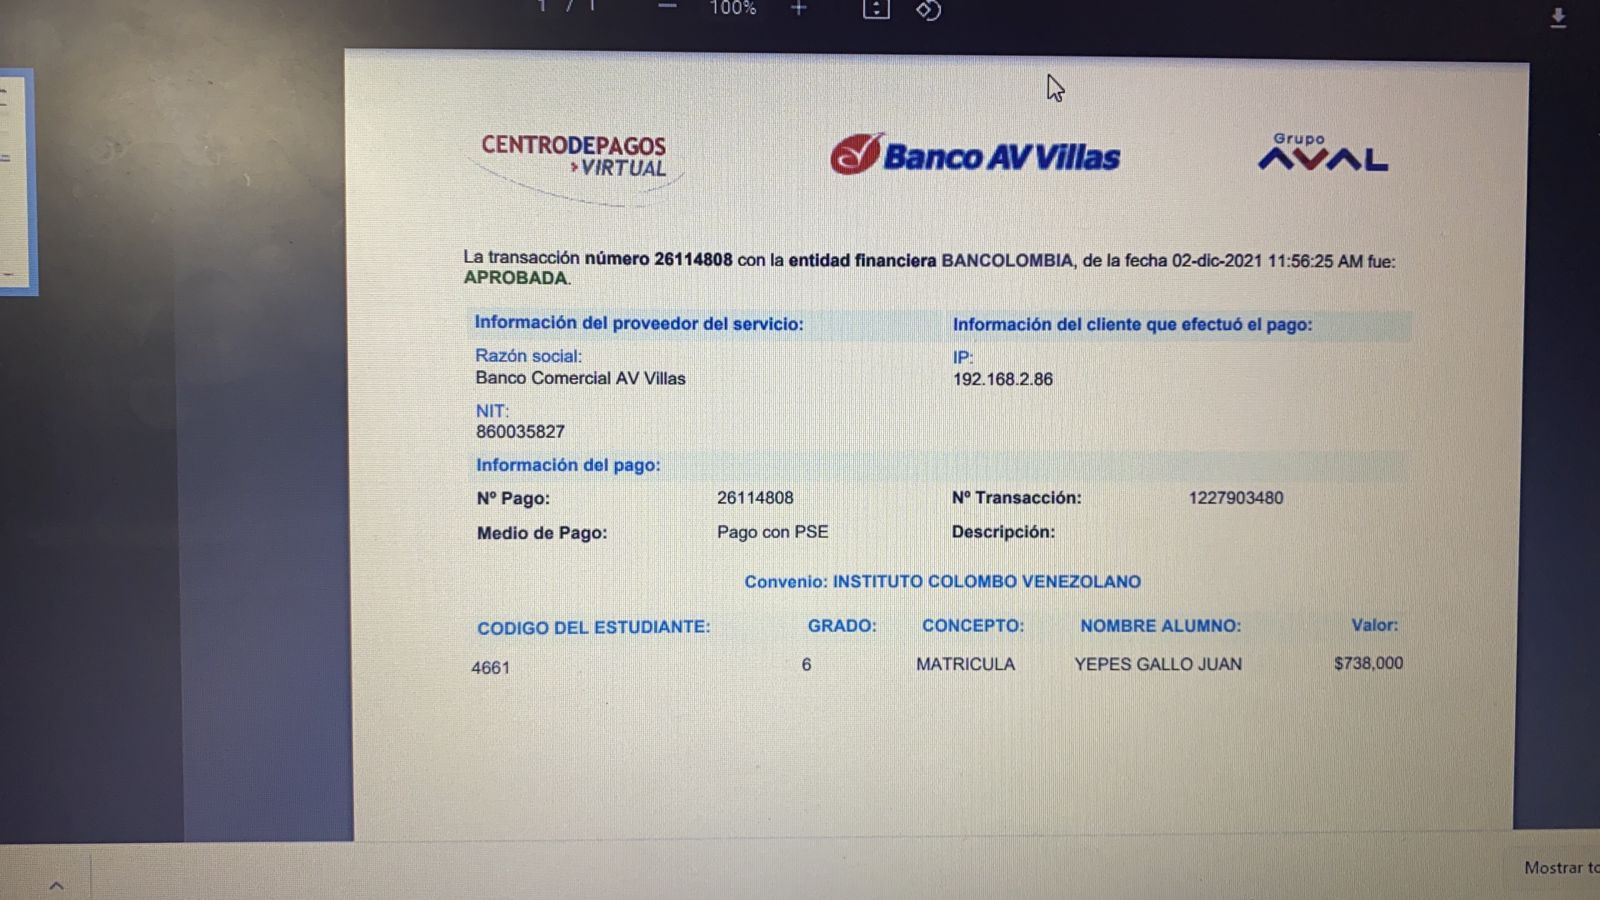 1 / 1 — 100% +
CENTRODEPAGOS
VIRTUAL
Banco AV Villas
Grupo
AVAL
La transacción número 26114808 con la entidad financiera BANCOLOMBIA, de la fecha 02-dic-2021 11:56:25 AM fue:
APROBADA.
Información del proveedor del servicio: Información del cliente que efectuó el pago:
Razón social: IP:
Banco Comercial AV Villas 192.168.2.86
NIT:
860035827
Información del pago:
Nº Pago: 26114808 Nº Transacción: 1227903480
Medio de Pago: Pago con PSE Descripción:
Convenio: INSTITUTO COLOMBO VENEZOLANO
CODIGO DEL ESTUDIANTE: GRADO: CONCEPTO: NOMBRE ALUMNO: Valor:
4661 6 MATRICULA YEPES GALLO JUAN $738,000
Mostrar